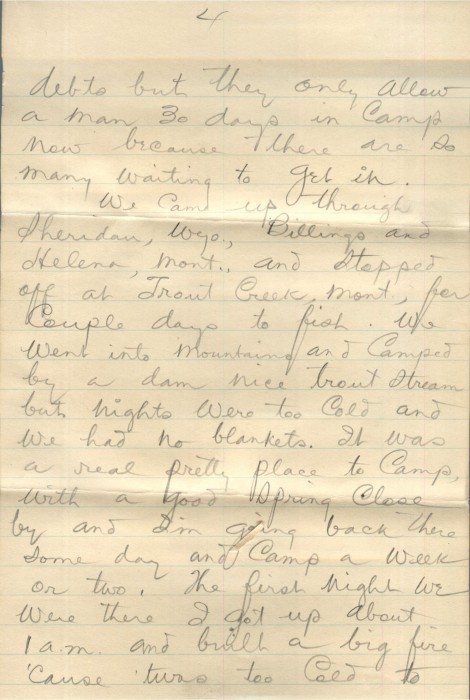 4
debts but they only allow
a man 30 days in Camp
now because there are so
many waiting to get in.
We came up through
Sheridan, Wyo., Billings and
Helena, Mont., and stopped
off at Trout Creek, Mont., for
Couple days to fish. We
went into Mountains and Camped
by a dam nice trout stream
but nights were too Cold and
we had no blankets. It was
a real pretty place to Camp,
with a good Spring Close
by and I'm going back there
some day and Camp a week
or two. The first night we
were there I got up about
1 a.m. and built a big fire
'Cause 'twas too Cold to